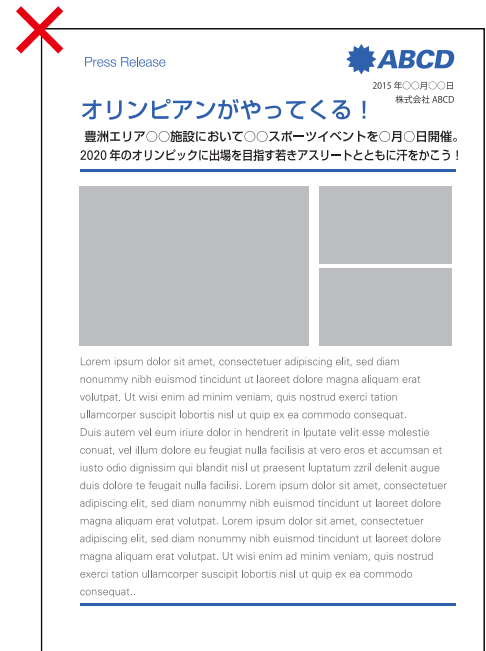 Press Release
ABCD
2015 年○○月○○日
株式会社 ABCD
オリンピアンがやってくる！
豊洲エリア○○施設において○○スポーツイベントを○月○日開催。
2020 年のオリンピックに出場を目指す若きアスリートとともに汗をかこう！
Lorem ipsum dolor sit amet, consectetuer adipiscing elit, sed diam
nonummy nibh euismod tincidunt ut laoreet dolore magna aliquam erat
volutpat. Ut wisi enim ad minim veniam, quis nostrud exerci tation
ullamcorper suscipit lobortis nisl ut quip ex ea commodo consequat.
Duis autem vel eum iriure dolor in hendrerit in lputate velit esse molestie
conuat, vel illum dolore eu feugiat nulla facilisis at vero eros et accumsan et
iusto odio dignissim qui blandit nisl ut praesent luptatum zzril delenit augue
duis dolore te feugait nulla facilisi. Lorem ipsum dolor sit amet, consectetuer
adipiscing elit, sed diam nonummy nibh euismod tincidunt ut laoreet dolore
magna aliquam erat volutpat. Lorem ipsum dolor sit amet, consectetuer
adipiscing elit, sed diam nonummy nibh euismod tincidunt ut laoreet dolore
magna aliquam erat volutpat. Ut wisi enim ad minim veniam, quis nostrud
exerci tation ullamcorper suscipit lobortis nisl ut quip ex ea commodo
consequat..